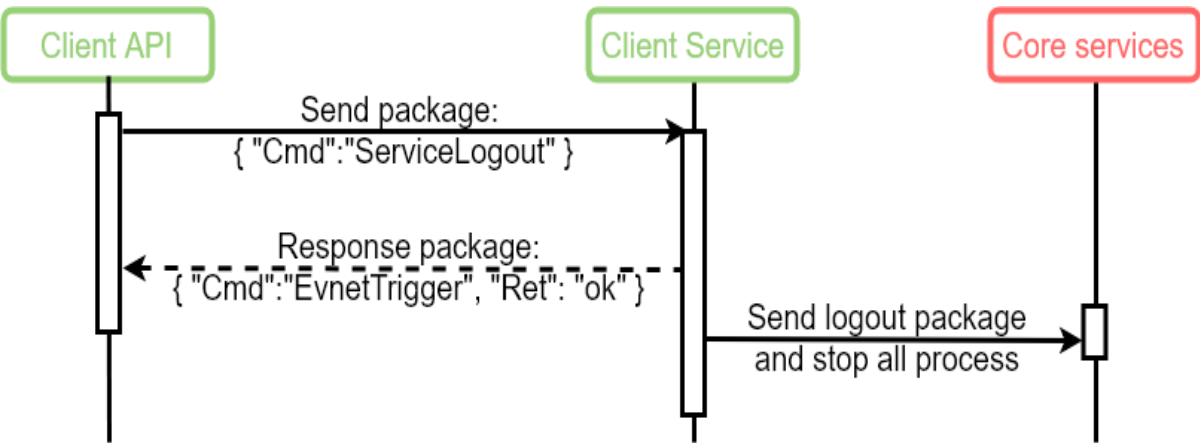 Client API
Client Service
Core services
Send package:
{ "Cmd":"ServiceLogout" }
Response package:
{ "Cmd":"EvnetTrigger", "Ret": "ok" }
Send logout package
and stop all process